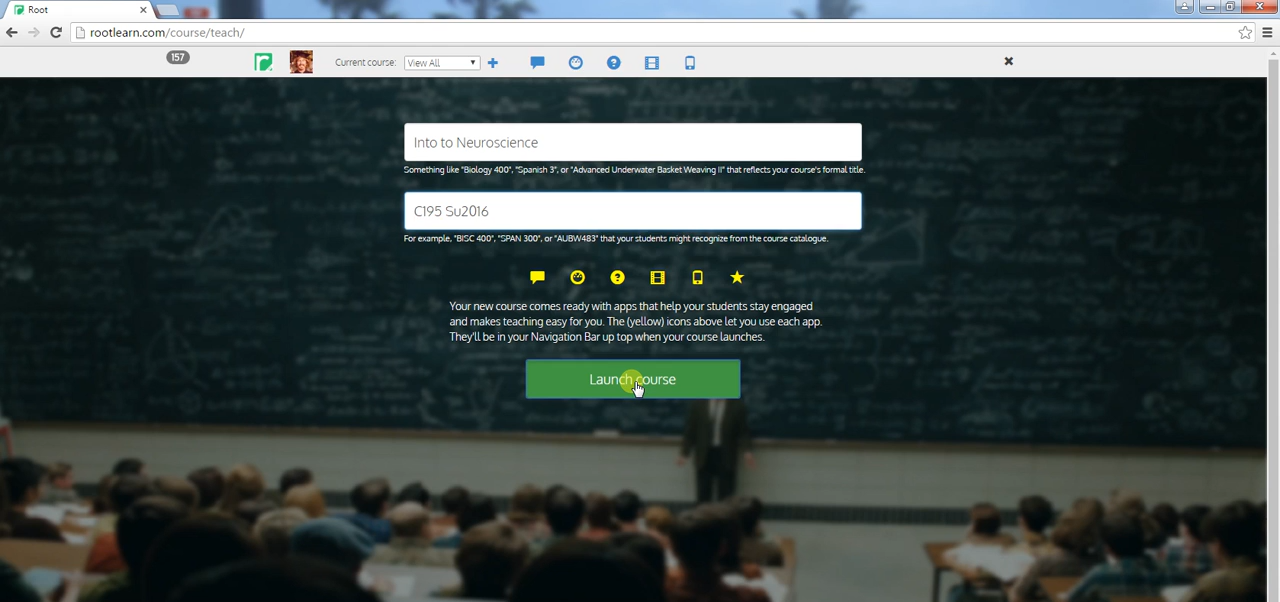 Root
rootlearn.com/course/teach/
157
Current course: View All
Into to Neuroscience
Something like "Biology 400", "Spanish 3", or "Advanced Underwater Basket Weaving II" that reflects your course's formal title.
C195 Su2016
For example, "BISC 400", "SPAN 300", or "AUBW483" that your students might recognize from the course catalogue.
Your new course comes ready with apps that help your students stay engaged
and makes teaching easy for you. The (yellow) icons above let you use each app.
They'll be in your Navigation Bar up top when your course launches.
Launch course